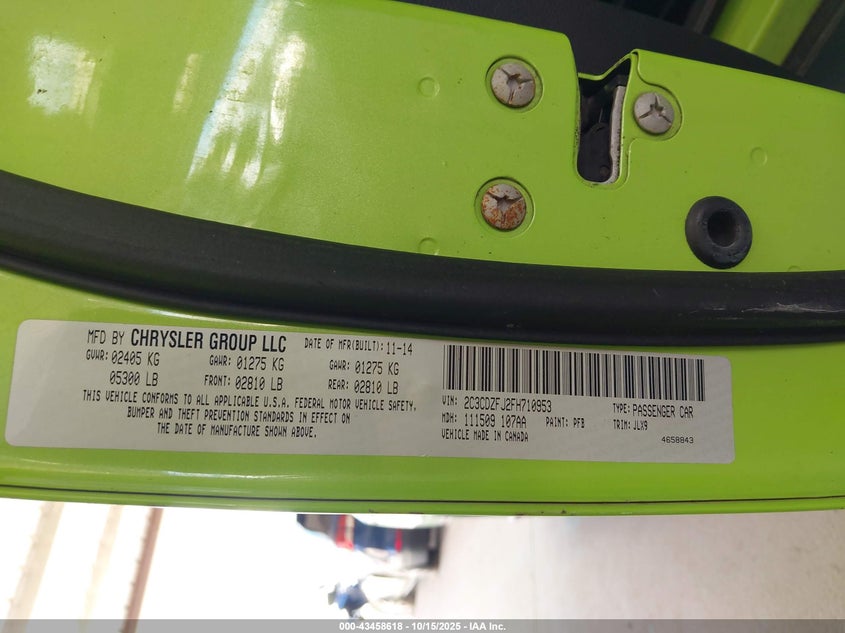 MFD BY CHRYSLER GROUP LLC DATE OF MFR(BUILT): 11-14
GVWR: 02405 KG GAWR: 01275 KG GAWR: 01275 KG
05300 LB FRONT: 02810 LB REAR: 02810 LB
THIS VEHICLE CONFORMS TO ALL APPLICABLE U.S.A. FEDERAL MOTOR VEHICLE SAFETY,
BUMPER AND THEFT PREVENTION STANDARDS IN EFFECT ON
THE DATE OF MANUFACTURE SHOWN ABOVE.
VIN: 2C3CDZFJ2FH710953 TYPE: PASSENGER CAR
MDH: 111509 107AA PAINT: PFB TRIM: JLX9
VEHICLE MADE IN CANADA 4658843
000-43458618 - 10/15/2025 - IAA Inc.